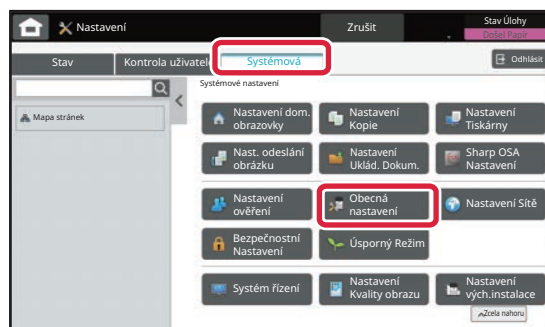 Nastavení
Zrušit
Stav Úlohy
Došel Papír
Stav
Kontrola uživatele
Systémová
Odhlásit
Systémové nastavení
Mapa stránek
Nastavení dom.
obrazovky
Nastavení
Kopie
Nastavení
Tiskárny
Nast. odeslání
obrázku
Nastavení
Uklád. Dokum.
Sharp OSA
Nastavení
Nastavení
ověření
Obecná
nastavení
Nastavení Sítě
Bezpečnostní
Nastavení
Úsporný Režim
Systém řízení
Nastavení
Kvality obrazu
Nastavení
vých.instalace
Zcela nahoru